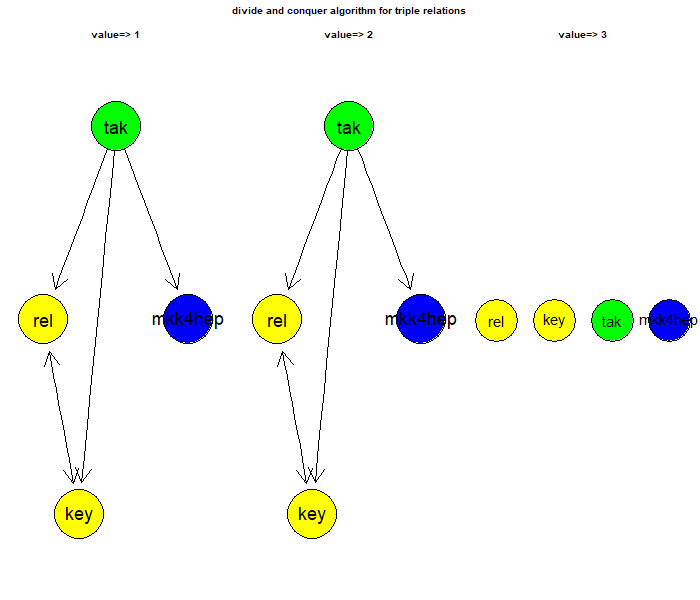 divide and conquer algorithm for triple relations
value=> 1 value=> 2 value=> 3
tak tak
rel mkk4hep rel mkk4hep rel key tak mkk4hep
key key